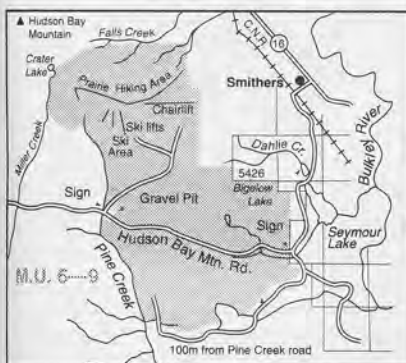 Hudson Bay
Mountain
Falls Creek
C.N.R.
16
Crater
Lake
Smithers
Prairie Hiking Area
Chairlift
Ski lifts
Ski
Area
Miller Creek
Dahlie Cr.
5426
Bigelow
Lake
Bulkley River
Sign
Gravel Pit
Sign
Seymour
Lake
Hudson Bay Mtn. Rd.
M.U. 6----9
Pine Creek
100m from Pine Creek road